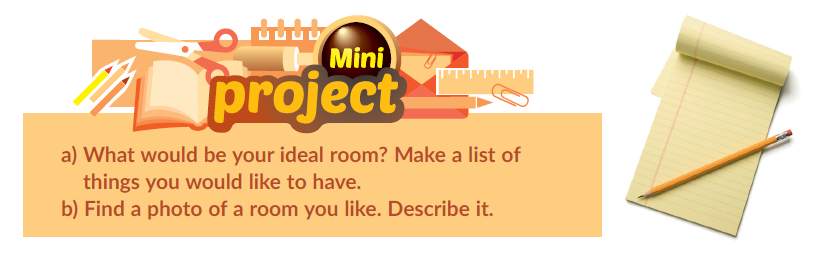 Mini
project
a) What would be your ideal room? Make a list of
things you would like to have.
b) Find a photo of a room you like. Describe it.